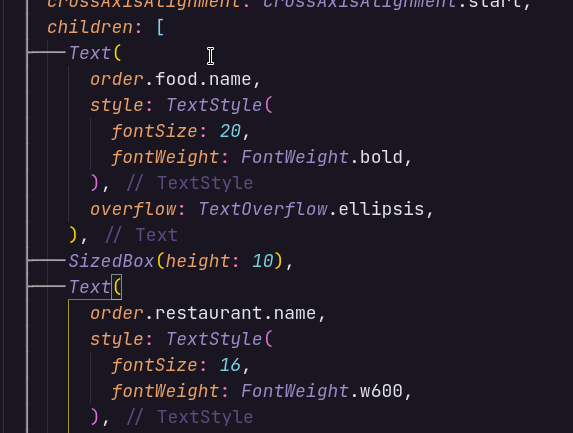 crossAxisAlignment: CrossAxisAlignment.start,
children: [
Text(
order.food.name,
style: TextStyle(
fontSize: 20,
fontWeight: FontWeight.bold,
), // TextStyle
overflow: TextOverflow.ellipsis,
), // Text
SizedBox(height: 10),
Text(
order.restaurant.name,
style: TextStyle(
fontSize: 16,
fontWeight: FontWeight.w600,
), // TextStyle